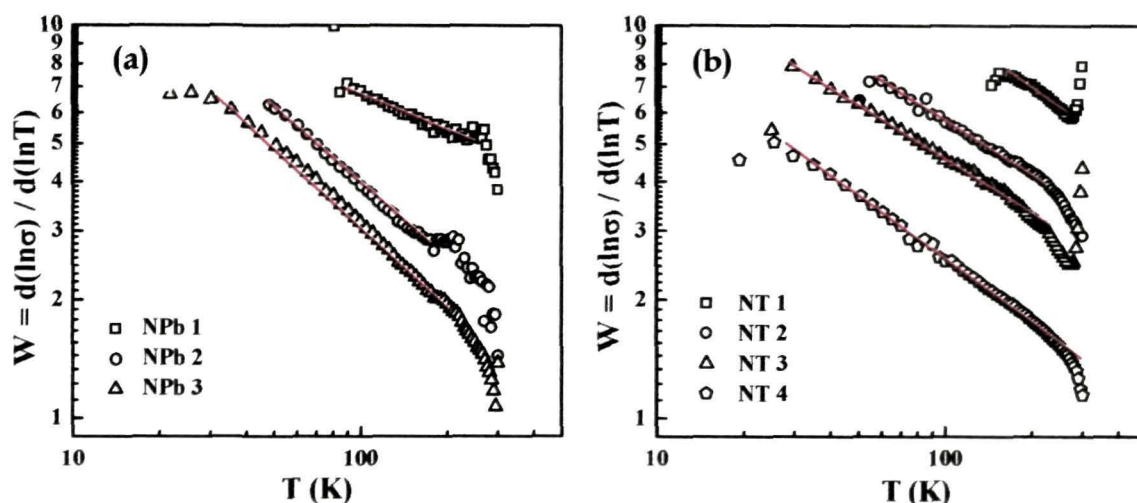 (a)
W = d(lnσ) / d(lnT)
10
9
8
7
6
5
4
3
2
1
NPb 1
NPb 2
NPb 3
10
100
T (K)
(b)
W = d(lnσ) / d(lnT)
10
9
8
7
6
5
4
3
2
1
NT 1
NT 2
NT 3
NT 4
10
100
T (K)